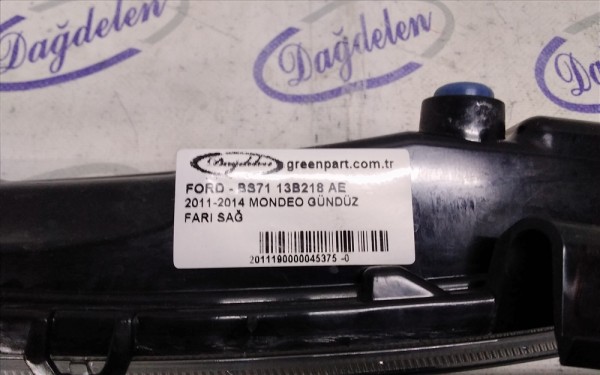 Dağdelen
Dağdelen
Dağdelen greenpart.com.tr
FORD - BS71 13B218 AE
2011-2014 MONDEO GÜNDÜZ
FARI SAĞ
2011190000045375 -0